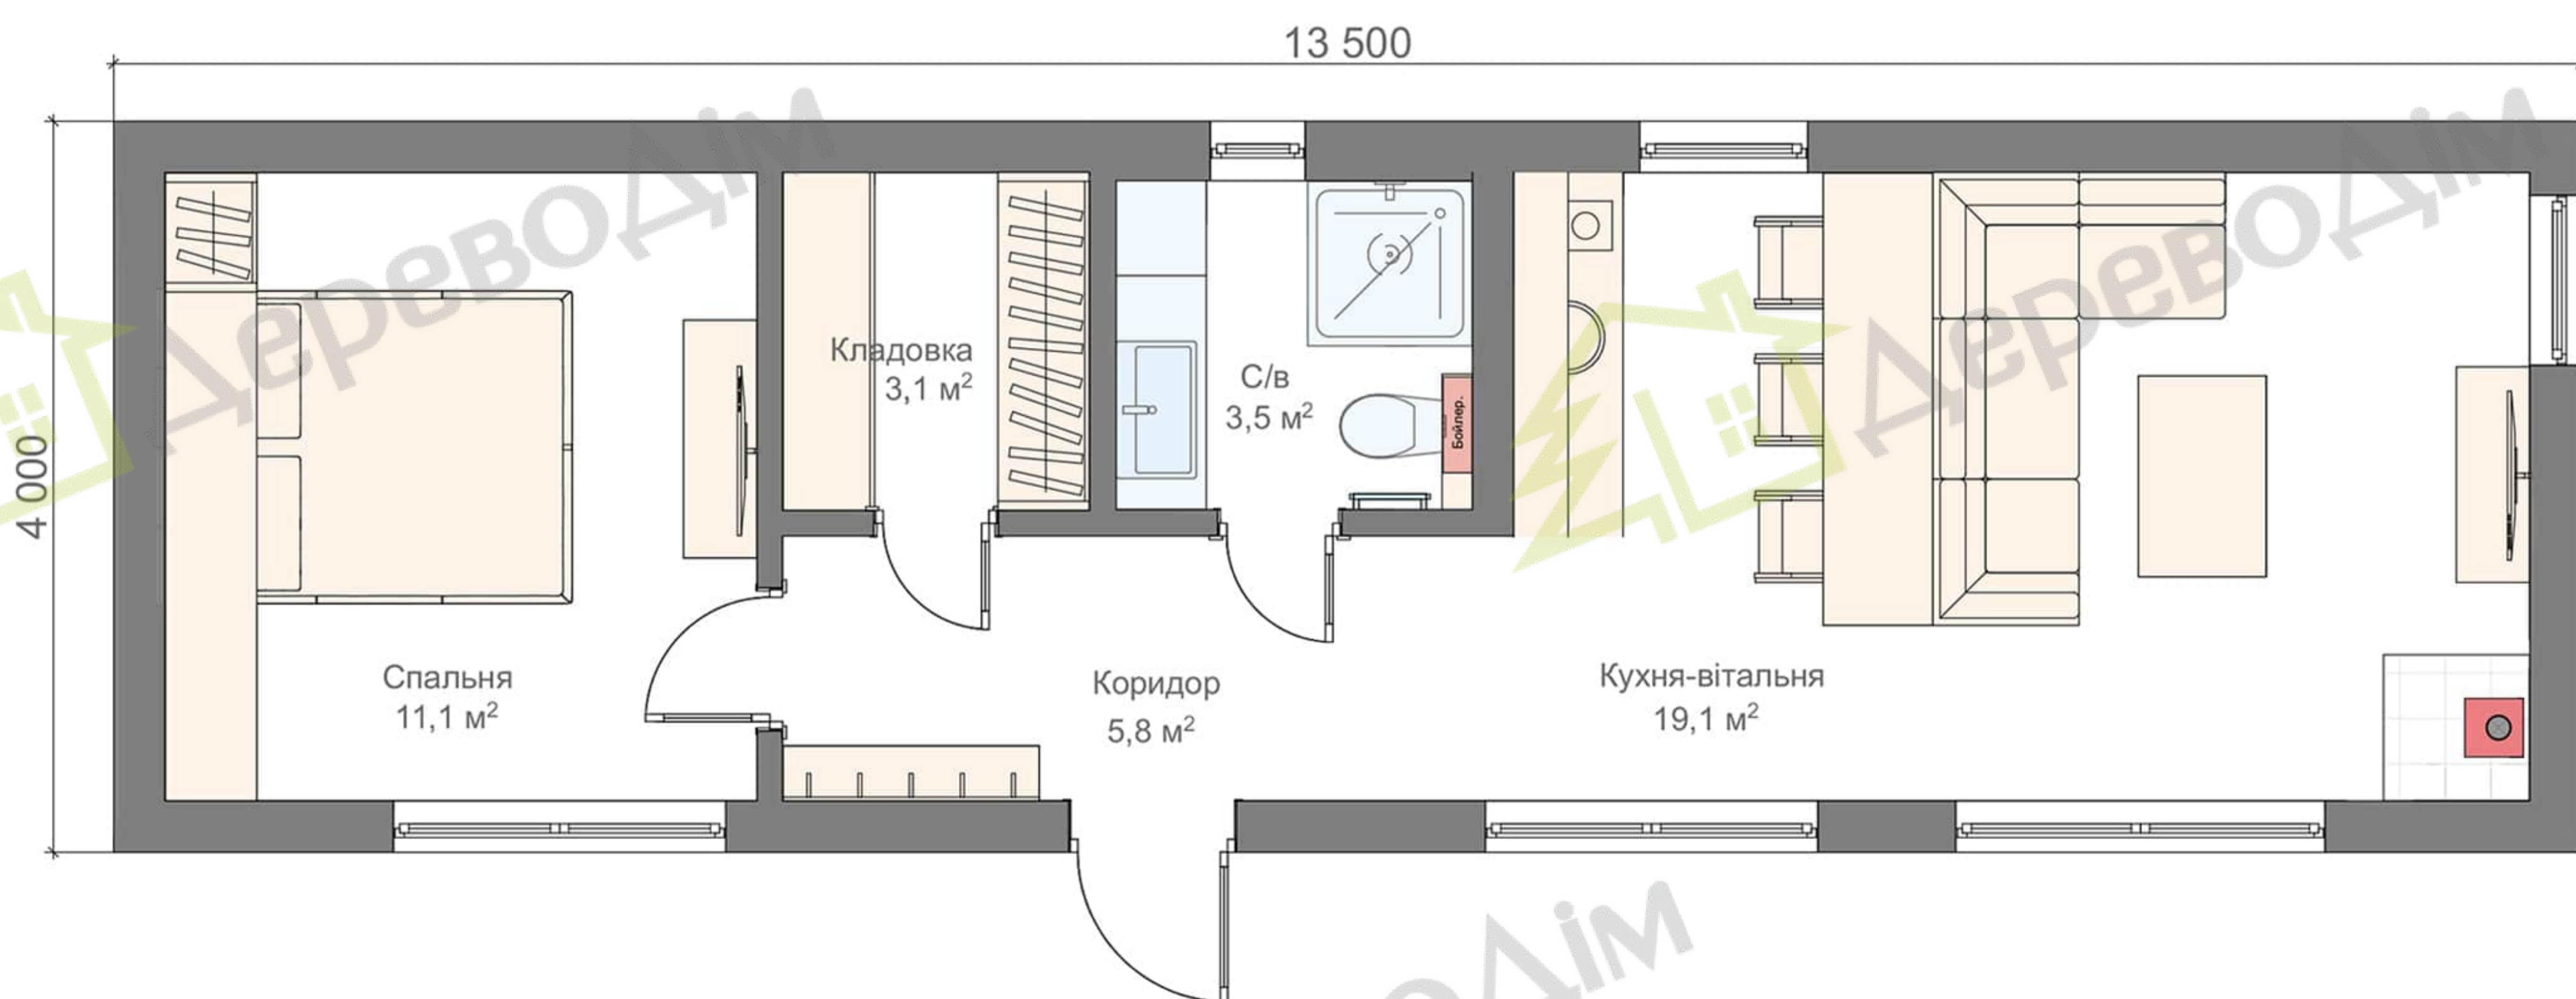 13 500
ДеревоДім
ДеревоДім
4 000
Кладовка
3,1 м²
С/в
3,5 м²
Бойлер.
Спальня
11,1 м²
Коридор
5,8 м²
Кухня-вітальня
19,1 м²
воДім